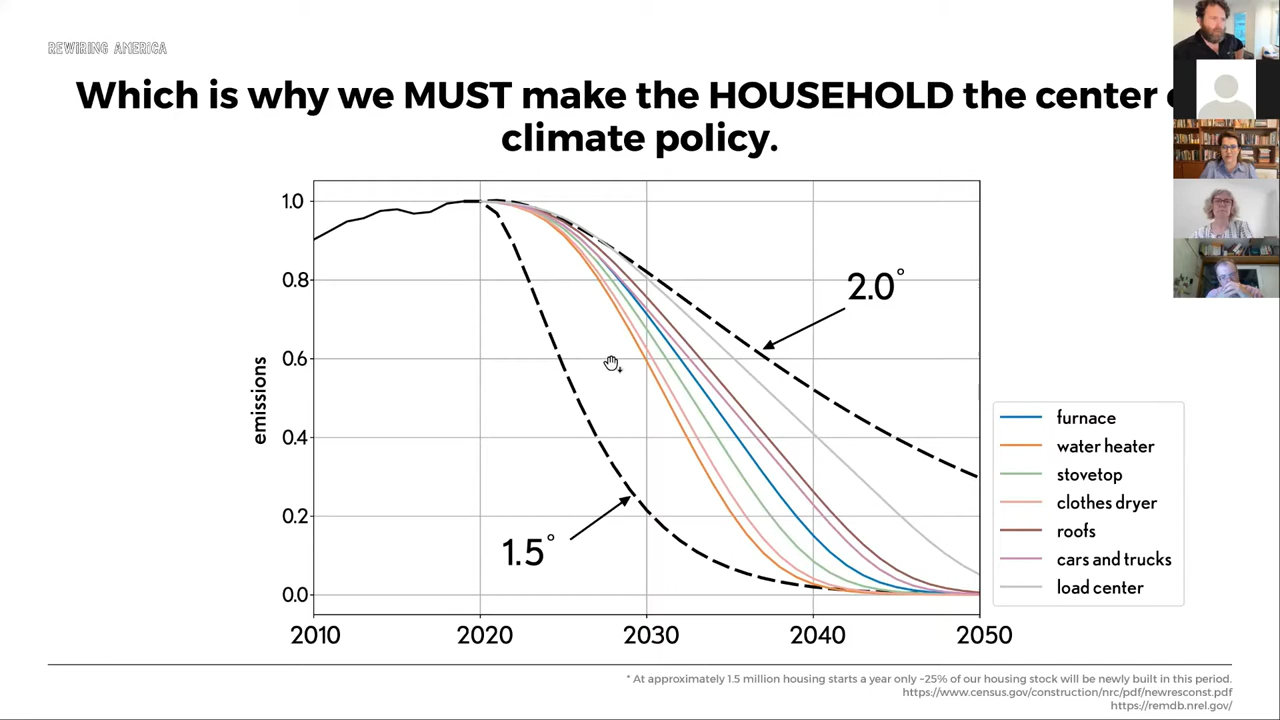 REWIRING AMERICA
Which is why we MUST make the HOUSEHOLD the center
climate policy.
1.0
0.8
0.6
0.4
0.2
0.0
emissions
2.0°
1.5°
2010
2020
2030
2040
2050
furnace
water heater
stovetop
clothes dryer
roofs
cars and trucks
load center
* At approximately 1.5 million housing starts a year only ~25% of our housing stock will be newly built in this period.
https://www.census.gov/construction/nrc/pdf/newresconst.pdf
https://remdb.nrel.gov/